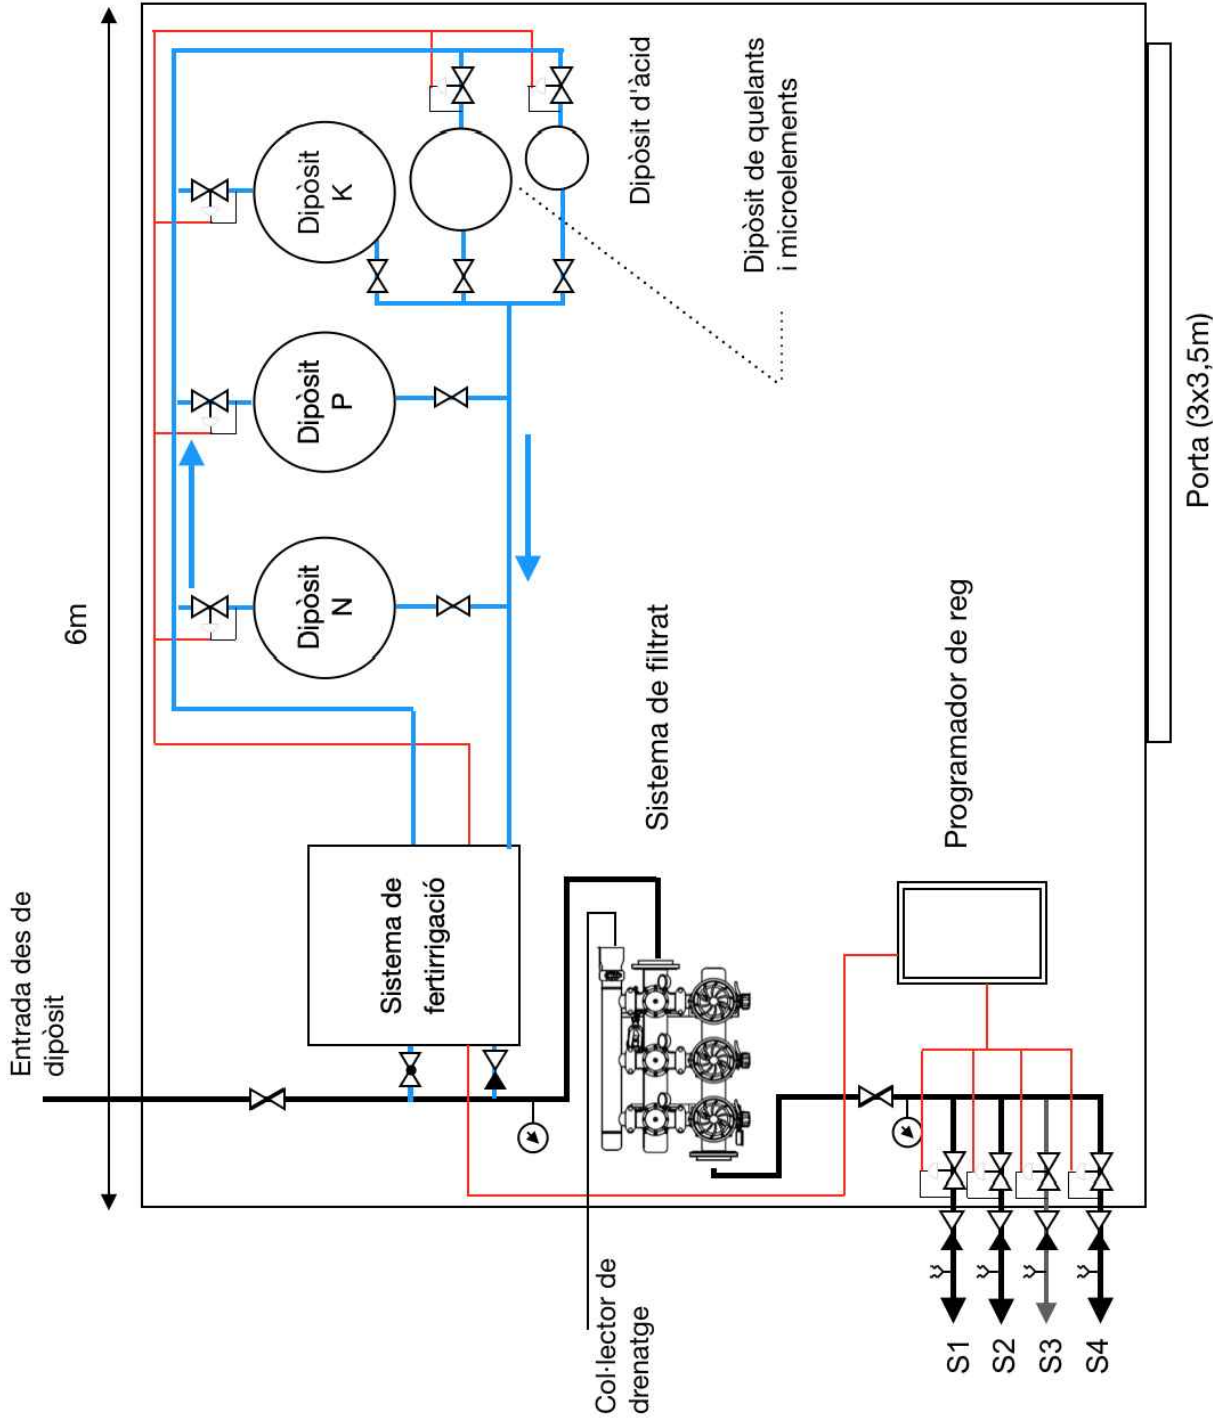 6m
Entrada des de
dipòsit
Dipòsit
N
Dipòsit
P
Dipòsit
K
Dipòsit d'àcid
Dipòsit de quelants
i microelements
Sistema de
fertirrigació
Sistema de filtrat
Programador de reg
Porta (3x3,5m)
Col·lector de
drenatge
S1
S2
S3
S4